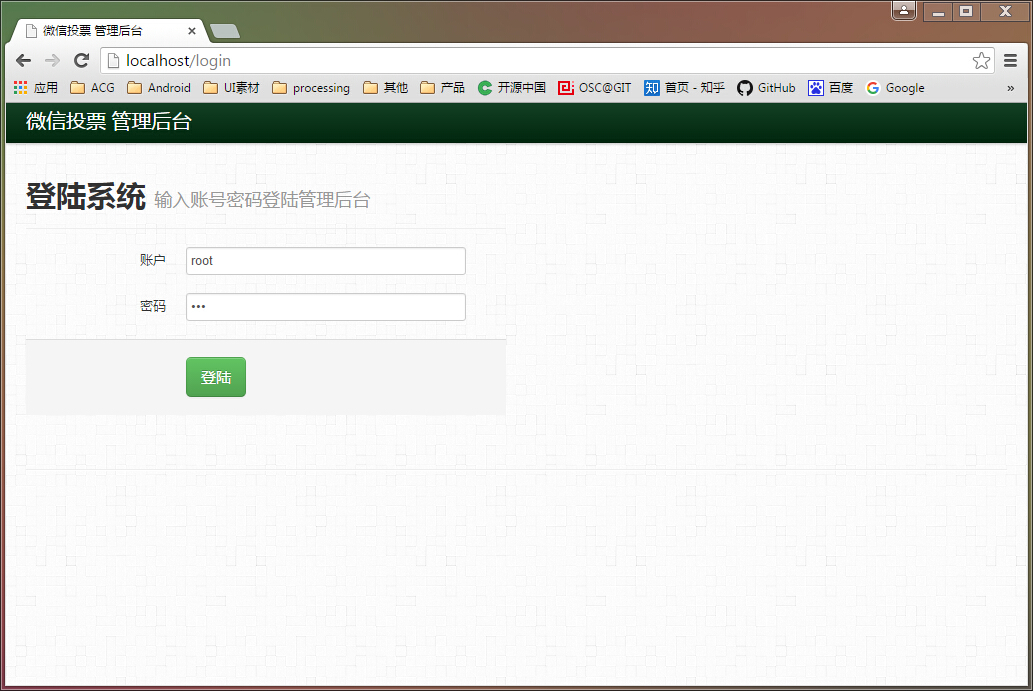 微信投票 管理后台
localhost/login
应用 ACG Android UI素材 processing 其他 产品 开源中国 OSC@GIT 首页 - 知乎 GitHub 百度 Google »
微信投票 管理后台
登陆系统 输入账号密码登陆管理后台
账户 root
密码 •••
登陆